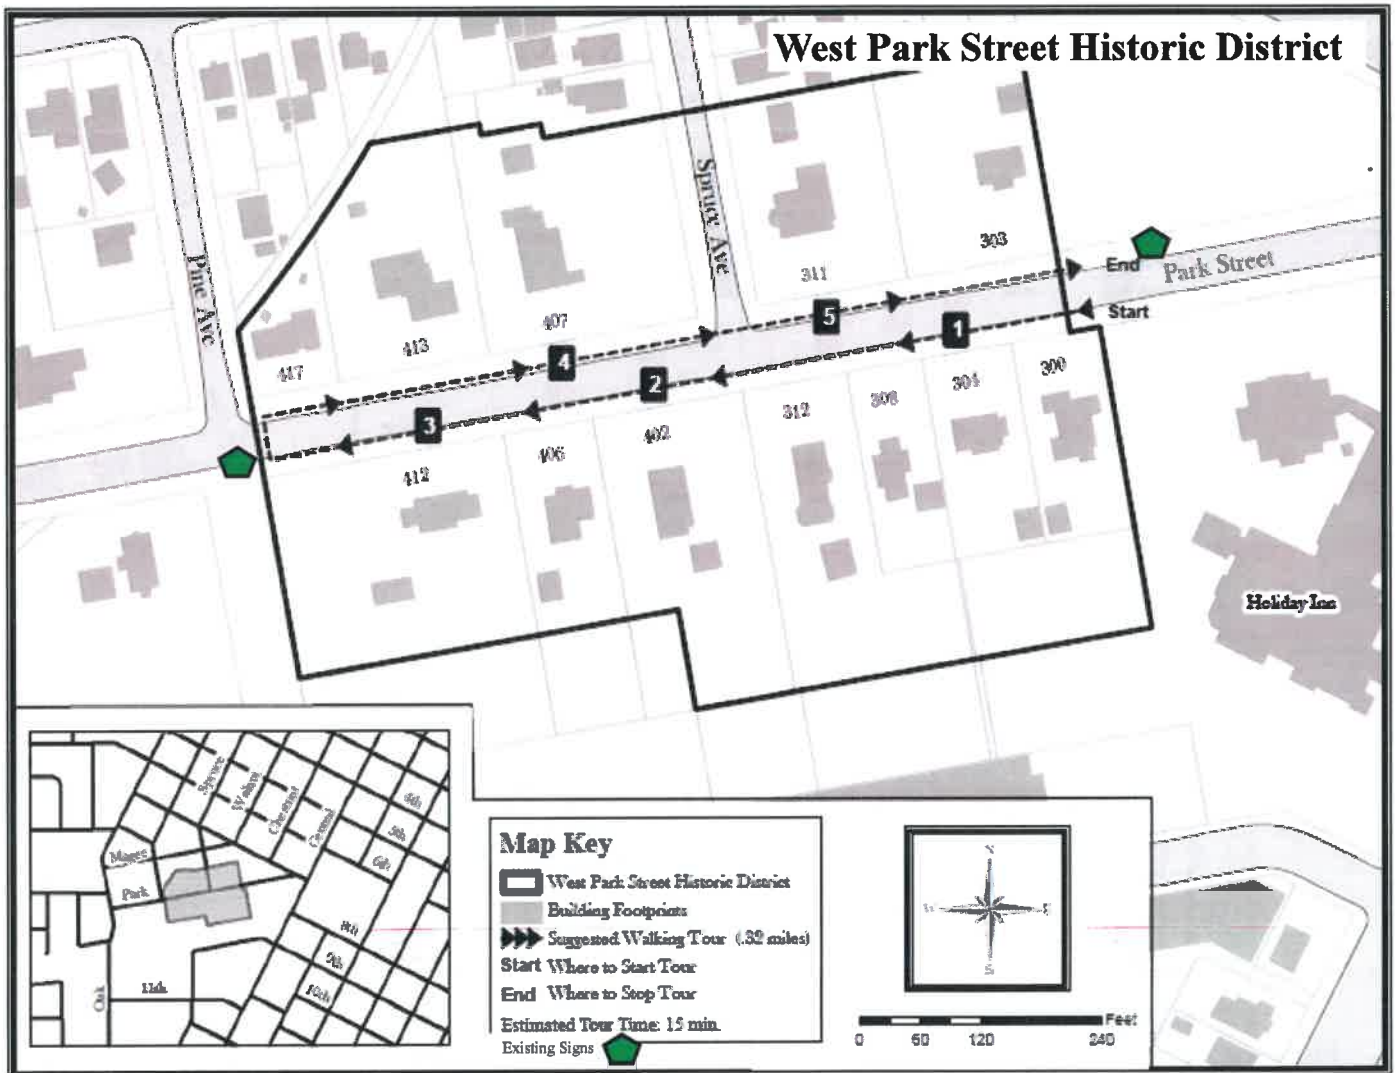 West Park Street Historic District
Spruce Ave
Pine Ave
303
311
End
Park Street
Start
407
413
417
5
1
4
2
3
300
304
308
312
402
406
412
Holiday Inn
Spruce
Walnut
Chestnut
Central
4th
5th
6th
Magee
Park
8th
9th
10th
11th
Oak
Map Key
West Park Street Historic District
Building Footprints
Suggested Walking Tour (.32 miles)
Start Where to Start Tour
End Where to Stop Tour
Estimated Tour Time: 15 min.
Existing Signs
N
W
E
S
Feet
0 60 120 240